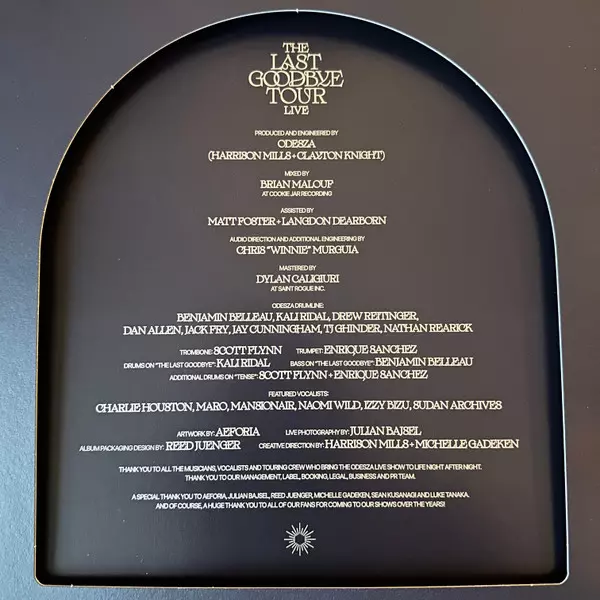 THE
LAST
GOODBYE
TOUR
LIVE
PRODUCED AND ENGINEERED BY
ODESZA
(HARRISON MILLS + CLAYTON KNIGHT)
MIXED BY
BRIAN MALOUF
AT COOKIE JAR RECORDING
ASSISTED BY
MATT FOSTER + LANGDON DEARBORN
AUDIO DIRECTION AND ADDITIONAL ENGINEERING BY
CHRIS "WINNIE" MURGUIA
MASTERED BY
DYLAN CALIGIURI
AT SAINT ROGUE INC.
ODESZA DRUMLINE:
BENJAMIN BELLEAU, KALI RIDAL, DREW REITINGER,
DAN ALLEN, JACK FRY, JAY CUNNINGHAM, TJ GHINDER, NATHAN REARICK
TROMBONE: SCOTT FLYNN TRUMPET: ENRIQUE SANCHEZ
DRUMS ON "THE LAST GOODBYE": KALI RIDAL BASS ON "THE LAST GOODBYE": BENJAMIN BELLEAU
ADDITIONAL DRUMS ON "TENSE": SCOTT FLYNN + ENRIQUE SANCHEZ
FEATURED VOCALISTS:
CHARLIE HOUSTON, MARO, MANSIONAIR, NAOMI WILD, IZZY BIZU, SUDAN ARCHIVES
ARTWORK BY: AEFORIA LIVE PHOTOGRAPHY BY: JULIAN BAJSEL
ALBUM PACKAGING DESIGN BY: REED JUENGER CREATIVE DIRECTION BY: HARRISON MILLS + MICHELLE GADEKEN
THANK YOU TO ALL THE MUSICIANS, VOCALISTS AND TOURING CREW WHO BRING THE ODESZA LIVE SHOW TO LIFE NIGHT AFTER NIGHT.
THANK YOU TO OUR MANAGEMENT, LABEL, BOOKING, LEGAL, BUSINESS AND PR TEAM.
A SPECIAL THANK YOU TO AEFORIA, JULIAN BAJSEL, REED JUENGER, MICHELLE GADEKEN, SEAN KUSANAGI AND LUKE TANAKA.
AND OF COURSE, A HUGE THANK YOU TO ALL OF OUR FANS FOR COMING TO OUR SHOWS OVER THE YEARS!